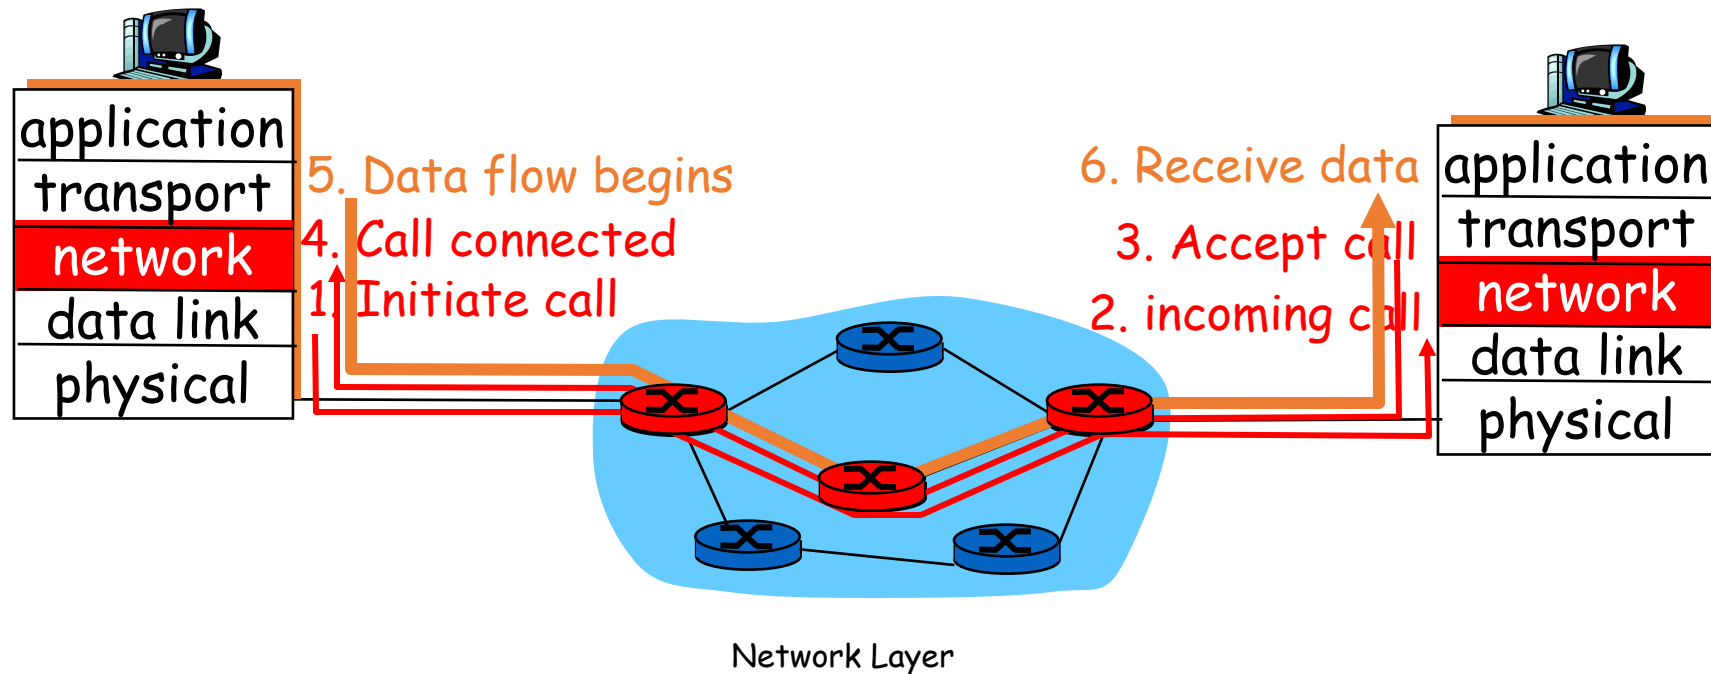 application
transport
network
data link
physical
5. Data flow begins
4. Call connected
1. Initiate call
6. Receive data
3. Accept call
2. incoming call
application
transport
network
data link
physical
Network Layer